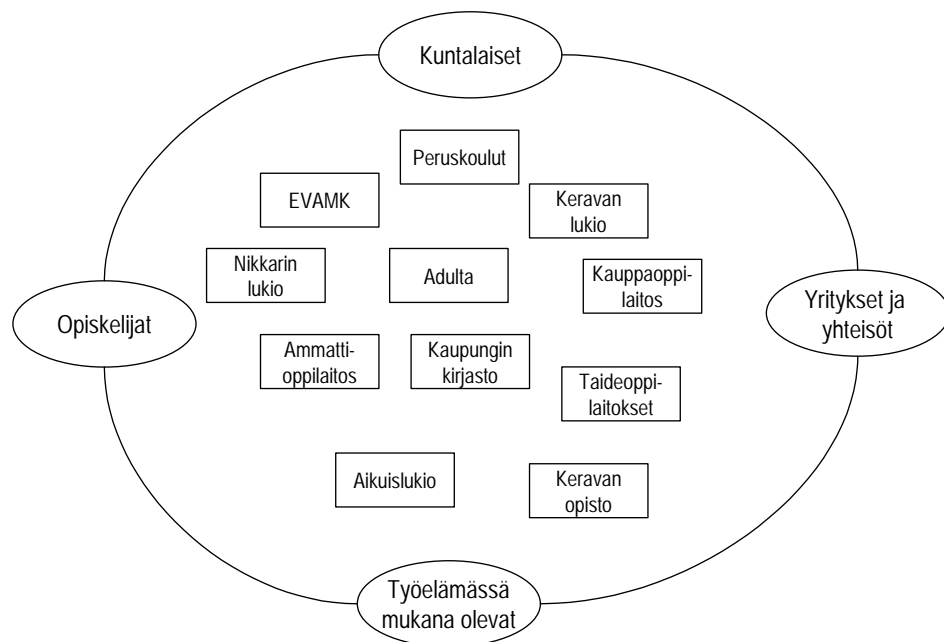 Kuntalaiset
Peruskoulut
EVAMK
Keravan
lukio
Nikkarin
lukio
Adulta
Kauppaoppi-
laitos
Opiskelijat
Yritykset ja
yhteisöt
Ammatti-
oppilaitos
Kaupungin
kirjasto
Taideoppi-
laitokset
Aikuislukio
Keravan
opisto
Työelämässä
mukana olevat